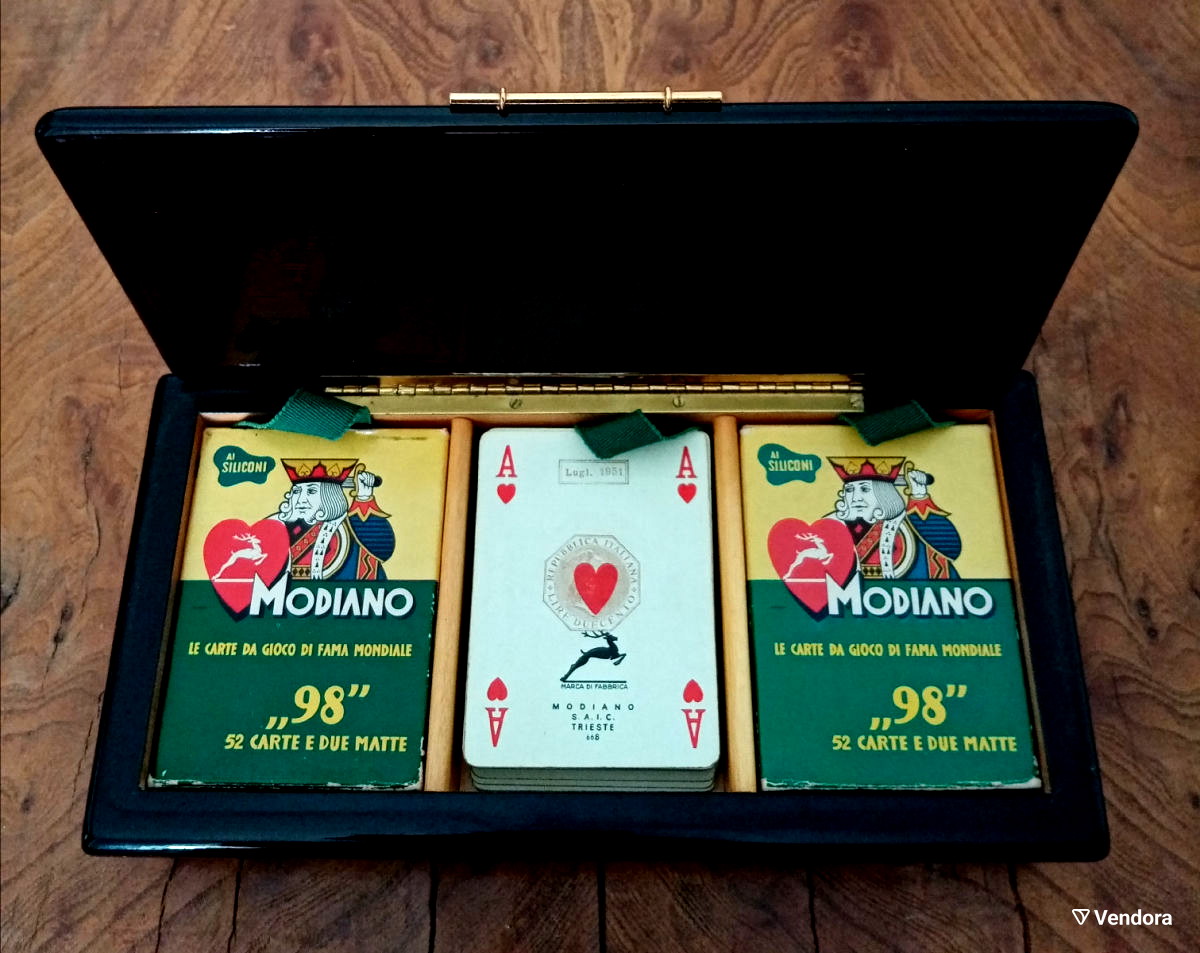 AI
SILICONI
MODIANO
LE CARTE DA GIOCO DI FAMA MONDIALE
„98”
52 CARTE E DUE MATTE
A
A
Lugl. 1951
REPUBBLICA ITALIANA
LIRE DUECENTO
MARCA DI FABBRICA
MODIANO
S.A.I.C.
TRIESTE
668
A
A
AI
SILICONI
MODIANO
LE CARTE DA GIOCO DI FAMA MONDIALE
„98”
52 CARTE E DUE MATTE
Vendora